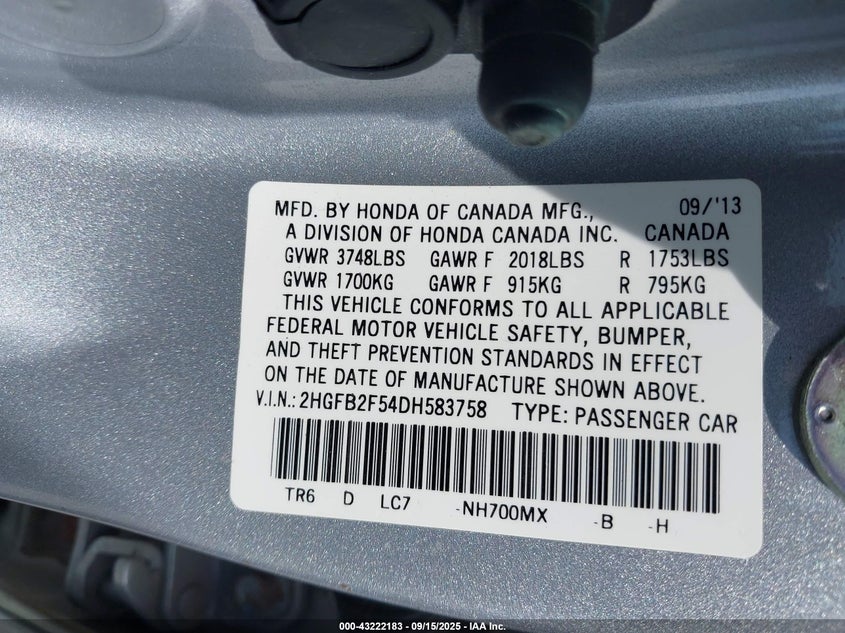 MFD. BY HONDA OF CANADA MFG., 09/'13
A DIVISION OF HONDA CANADA INC. CANADA
GVWR 3748LBS GAWR F 2018LBS R 1753LBS
GVWR 1700KG GAWR F 915KG R 795KG
THIS VEHICLE CONFORMS TO ALL APPLICABLE
FEDERAL MOTOR VEHICLE SAFETY, BUMPER,
AND THEFT PREVENTION STANDARDS IN EFFECT
ON THE DATE OF MANUFACTURE SHOWN ABOVE.
V.I.N.: 2HGFB2F54DH583758 TYPE: PASSENGER CAR
TR6 D LC7 -NH700MX -B -H
000-43222183 - 09/15/2025 - IAA Inc.